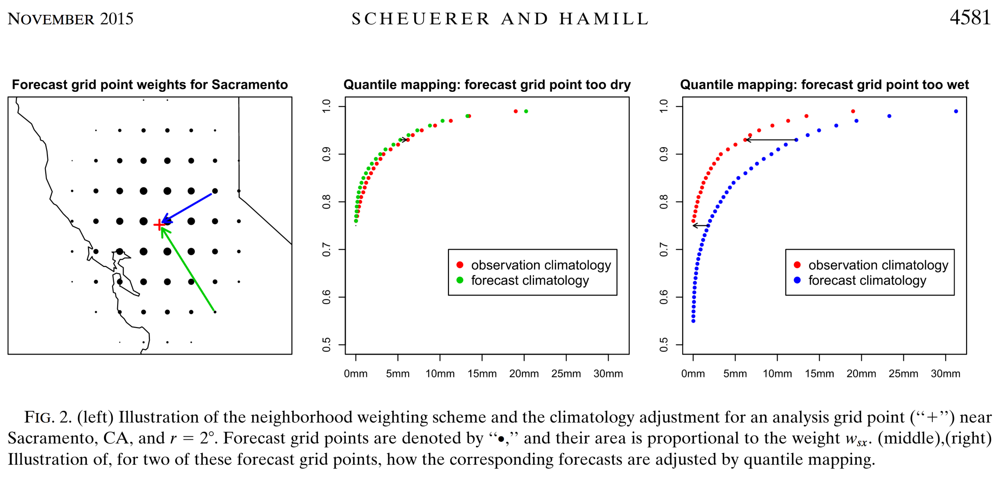 NOVEMBER 2015 SCHEUERER AND HAMILL 4581
Forecast grid point weights for Sacramento
Quantile mapping: forecast grid point too dry
1.0
0.9
0.8
0.7
0.6
0.5
observation climatology
forecast climatology
0mm 5mm 10mm 15mm 20mm 25mm 30mm
Quantile mapping: forecast grid point too wet
1.0
0.9
0.8
0.7
0.6
0.5
observation climatology
forecast climatology
0mm 5mm 10mm 15mm 20mm 25mm 30mm
FIG. 2. (left) Illustration of the neighborhood weighting scheme and the climatology adjustment for an analysis grid point (“+”) near
Sacramento, CA, and r = 2°. Forecast grid points are denoted by “•,” and their area is proportional to the weight wsx. (middle),(right)
Illustration of, for two of these forecast grid points, how the corresponding forecasts are adjusted by quantile mapping.